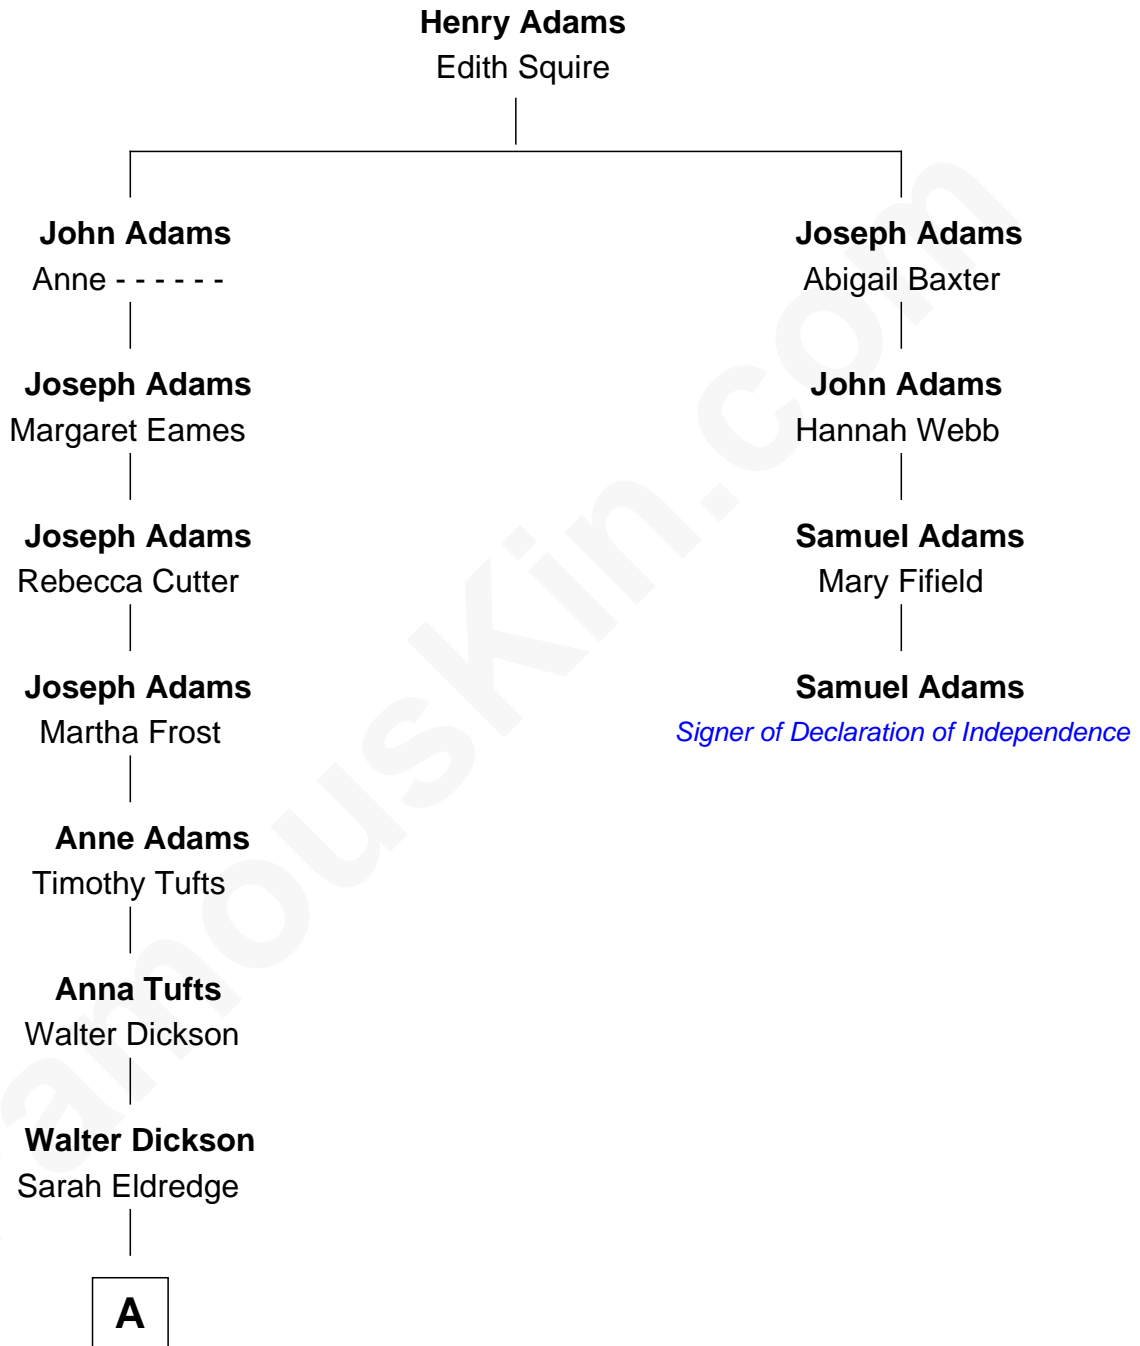 Henry Adams
Edith Squire
John Adams
Anne - - - - - -
Joseph Adams
Margaret Eames
Joseph Adams
Rebecca Cutter
Joseph Adams
Martha Frost
Anne Adams
Timothy Tufts
Anna Tufts
Walter Dickson
Walter Dickson
Sarah Eldredge
A
Joseph Adams
Abigail Baxter
John Adams
Hannah Webb
Samuel Adams
Mary Fifield
Samuel Adams
Signer of Declaration of Independence
famouskin.com